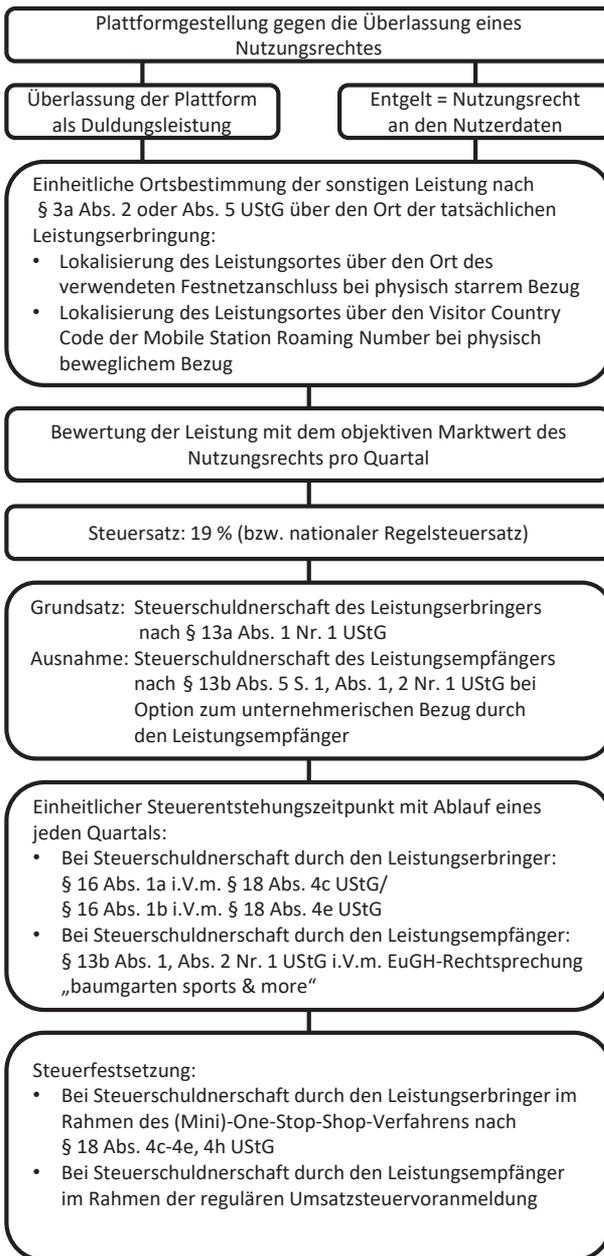 Plattformgestellung gegen die Überlassung eines
Nutzungsrechtes
Überlassung der Plattform
als Duldungsleistung
Entgelt = Nutzungsrecht
an den Nutzerdaten
Einheitliche Ortsbestimmung der sonstigen Leistung nach
§ 3a Abs. 2 oder Abs. 5 UStG über den Ort der tatsächlichen
Leistungserbringung:
• Lokalisierung des Leistungsortes über den Ort des
verwendeten Festnetzanschluss bei physisch starrem Bezug
• Lokalisierung des Leistungsortes über den Visitor Country
Code der Mobile Station Roaming Number bei physisch
beweglichem Bezug
Bewertung der Leistung mit dem objektiven Marktwert des
Nutzungsrechts pro Quartal
Steuersatz: 19 % (bzw. nationaler Regelsteuersatz)
Grundsatz: Steuerschuldnerschaft des Leistungserbringers
nach § 13a Abs. 1 Nr. 1 UStG
Ausnahme: Steuerschuldnerschaft des Leistungsempfängers
nach § 13b Abs. 5 S. 1, Abs. 1, 2 Nr. 1 UStG bei
Option zum unternehmerischen Bezug durch
den Leistungsempfänger
Einheitlicher Steuerentstehungszeitpunkt mit Ablauf eines
jeden Quartals:
• Bei Steuerschuldnerschaft durch den Leistungserbringer:
§ 16 Abs. 1a i.V.m. § 18 Abs. 4c UStG/
§ 16 Abs. 1b i.V.m. § 18 Abs. 4e UStG
• Bei Steuerschuldnerschaft durch den Leistungsempfänger:
§ 13b Abs. 1, Abs. 2 Nr. 1 UStG i.V.m. EuGH-Rechtsprechung
„baumgarten sports & more“
Steuerfestsetzung:
• Bei Steuerschuldnerschaft durch den Leistungserbringer im
Rahmen des (Mini)-One-Stop-Shop-Verfahrens nach
§ 18 Abs. 4c-4e, 4h UStG
• Bei Steuerschuldnerschaft durch den Leistungsempfänger
im Rahmen der regulären Umsatzsteuervoranmeldung